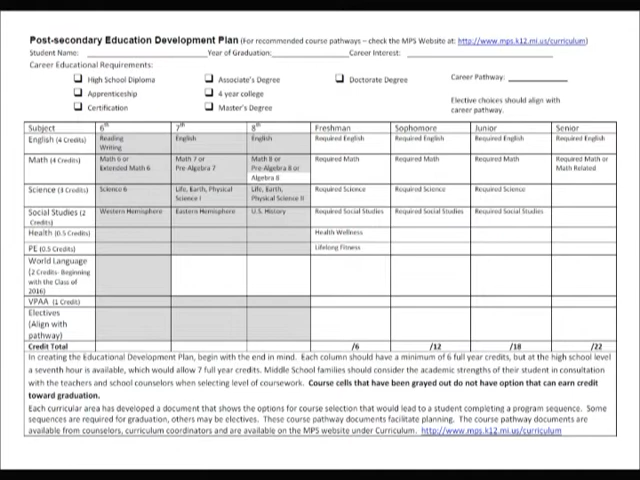 Post-secondary Education Development Plan (For recommended course pathways – check the MPS Website at: http://www.mps.k12.mi.us/curriculum)
Student Name: Year of Graduation: Career Interest:
Career Educational Requirements:
High School Diploma Associate's Degree Doctorate Degree Career Pathway:
Apprenticeship 4 year college
Certification Master's Degree
Elective choices should align with
career pathway.
Subject 6th 7th 8th Freshman Sophomore Junior Senior
English (4 Credits) Reading English English Required English Required English Required English Required English
Writing
Math (4 Credits) Math 6 or Math 7 or Math 8 or Required Math Required Math Required Math Required Math or
Extended Math 6 Pre-Algebra 7 Pre-Algebra 8 or Math Related
Algebra 8
Science (3 Credits) Science 6 Life, Earth, Physical Life, Earth, Required Science Required Science Required Science
Science I Physical Science II
Social Studies (2 Western Hemisphere Eastern Hemisphere U.S. History Required Social Studies Required Social Studies Required Social Studies
Credits)
Health (0.5 Credits) Health Wellness
PE (0.5 Credits) Lifelong Fitness
World Language
(2 Credits- Beginning
with the Class of
2016)
VPAA (1 Credit)
Electives
(Align with
pathway)
Credit Total /6 /12 /18 /22
In creating the Educational Development Plan, begin with the end in mind. Each column should have a minimum of 6 full year credits, but at the high school level
a seventh hour is available, which would allow 7 full year credits. Middle School families should consider the academic strengths of their student in consultation
with the teachers and school counselors when selecting level of coursework. Course cells that have been grayed out do not have option that can earn credit
toward graduation.
Each curricular area has developed a document that shows the options for course selection that would lead to a student completing a program sequence. Some
sequences are required for graduation, others may be electives. These course pathway documents facilitate planning. The course pathway documents are
available from counselors, curriculum coordinators and are available on the MPS website under Curriculum. http://www.mps.k12.mi.us/curriculum